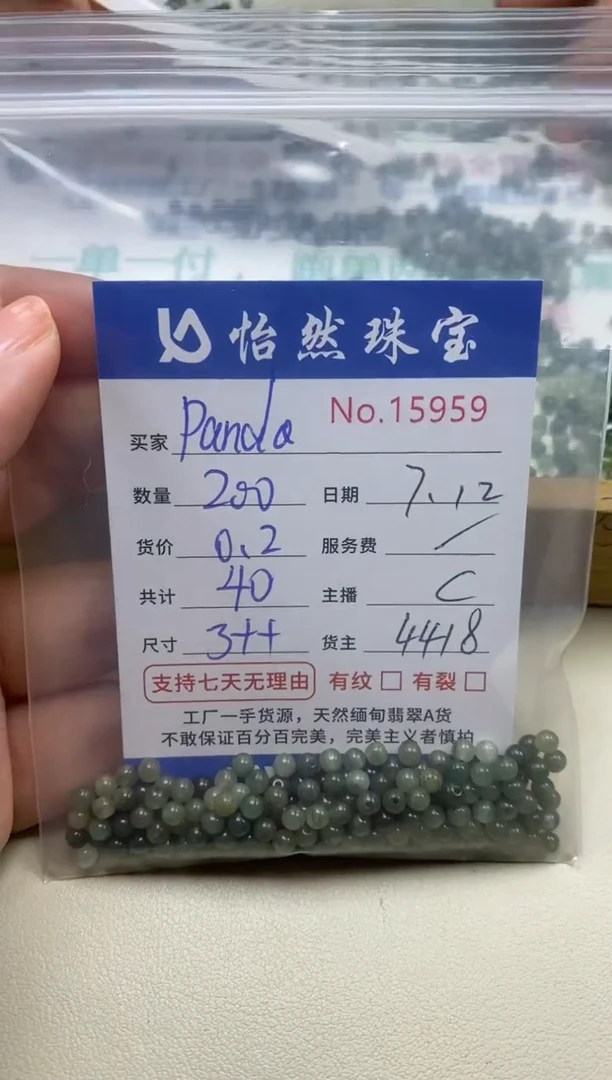 怡然珠宝
No.15959
买家 Panda
数量 200 日期 7.12
货价 0.2 服务费 /
共计 40 主播 C
尺寸 3++ 货主 4418
支持七天无理由 有纹 □ 有裂 □
工厂一手货源，天然缅甸翡翠A货
不敢保证百分百完美，完美主义者慎拍